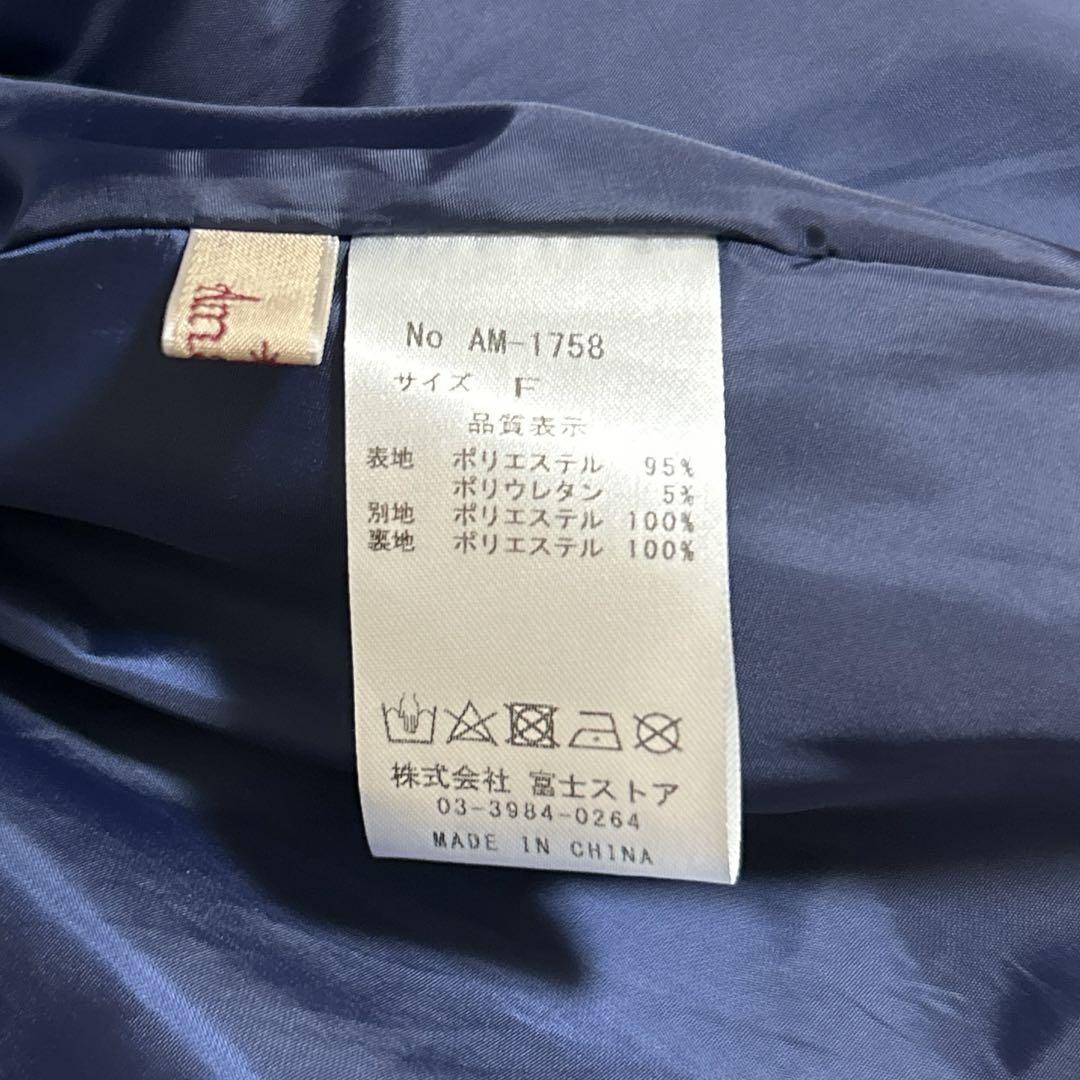 No AM-1758
サイズ F
品質表示
表地 ポリエステル 95%
ポリウレタン 5%
別地 ポリエステル 100%
裏地 ポリエステル 100%
株式会社 富士ストア
03-3984-0264
MADE IN CHINA